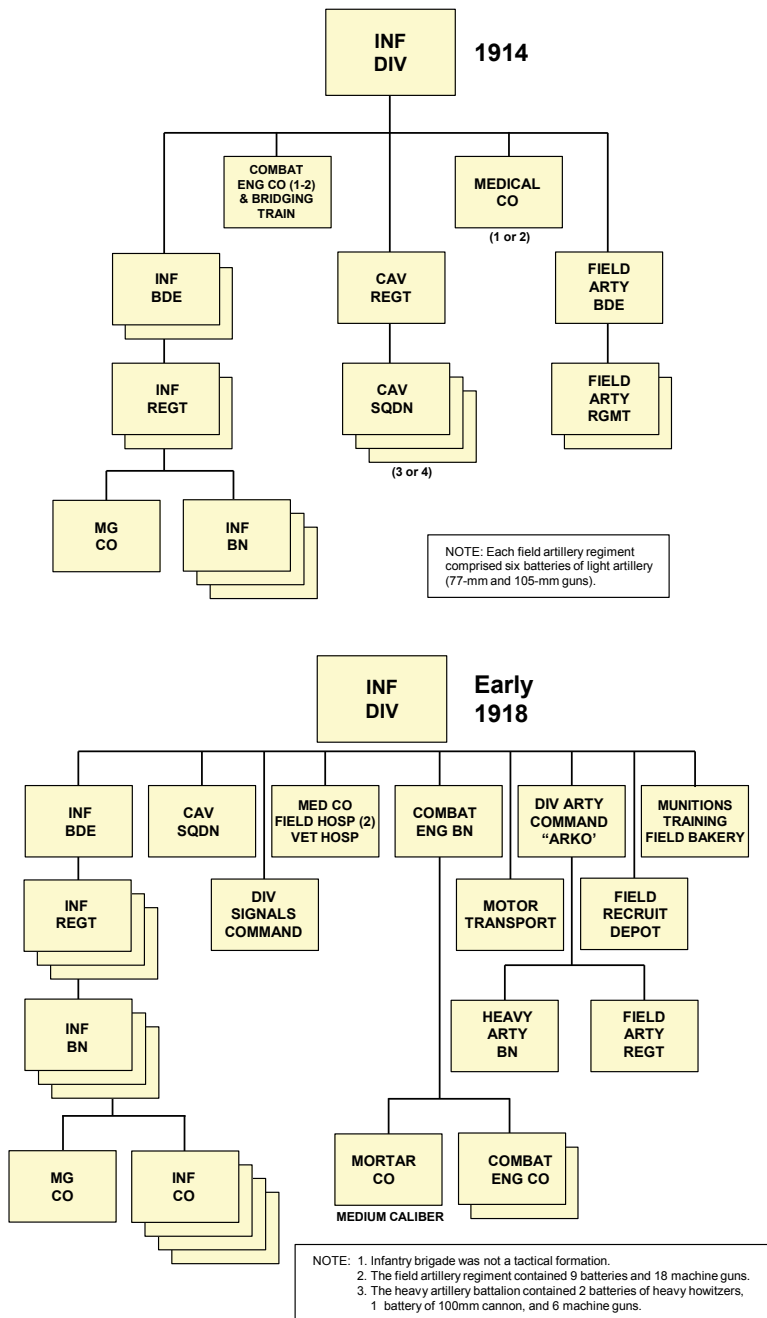 INF
DIV
1914
COMBAT
ENG CO (1-2)
& BRIDGING
TRAIN
MEDICAL
CO
(1 or 2)
INF
BDE
CAV
REGT
FIELD
ARTY
BDE
INF
REGT
CAV
SQDN
(3 or 4)
FIELD
ARTY
RGMT
MG
CO
INF
BN
NOTE: Each field artillery regiment
comprised six batteries of light artillery
(77-mm and 105-mm guns).
INF
DIV
Early
1918
INF
BDE
CAV
SQDN
MED CO
FIELD HOSP (2)
VET HOSP
COMBAT
ENG BN
DIV ARTY
COMMAND
“ARKO’
MUNITIONS
TRAINING
FIELD BAKERY
INF
REGT
DIV
SIGNALS
COMMAND
MOTOR
TRANSPORT
FIELD
RECRUIT
DEPOT
INF
BN
HEAVY
ARTY
BN
FIELD
ARTY
REGT
MG
CO
INF
CO
MORTAR
CO
MEDIUM CALIBER
COMBAT
ENG CO
NOTE: 1. Infantry brigade was not a tactical formation.
2. The field artillery regiment contained 9 batteries and 18 machine guns.
3. The heavy artillery battalion contained 2 batteries of heavy howitzers,
1 battery of 100mm cannon, and 6 machine guns.